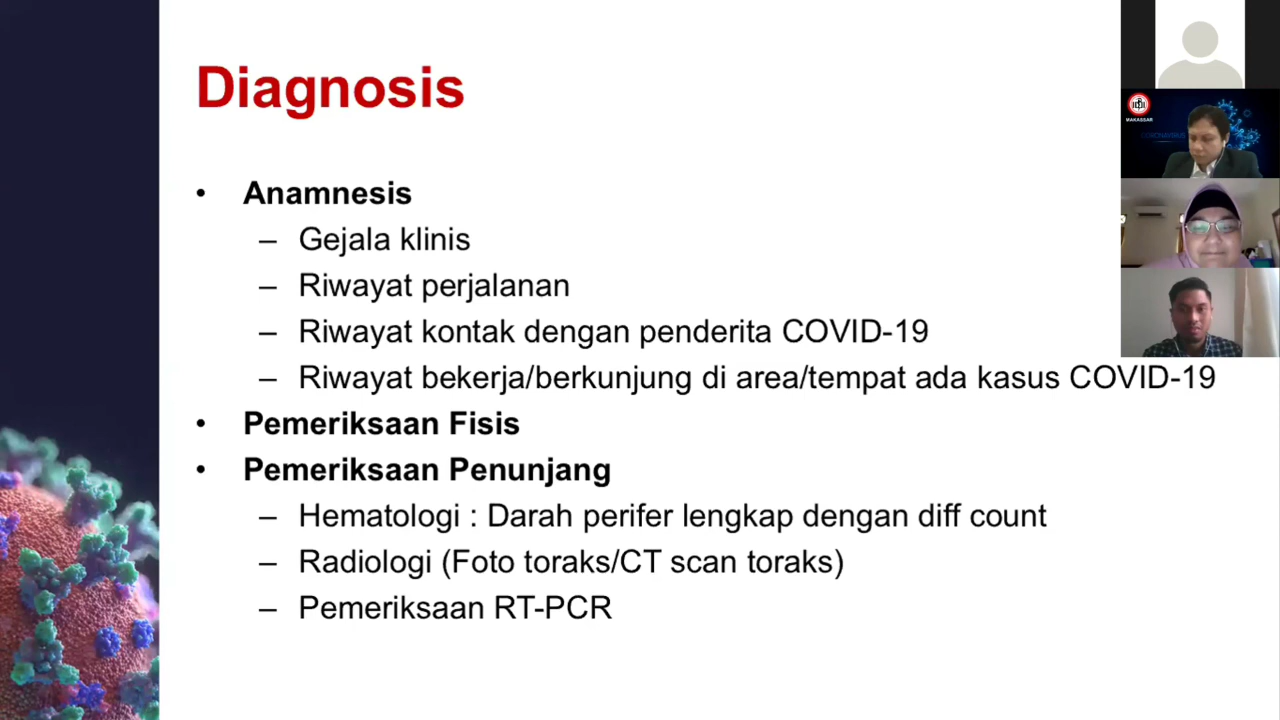 Diagnosis
• Anamnesis
– Gejala klinis
– Riwayat perjalanan
– Riwayat kontak dengan penderita COVID-19
– Riwayat bekerja/berkunjung di area/tempat ada kasus COVID-19
• Pemeriksaan Fisis
• Pemeriksaan Penunjang
– Hematologi : Darah perifer lengkap dengan diff count
– Radiologi (Foto toraks/CT scan toraks)
– Pemeriksaan RT-PCR
MAKASSAR